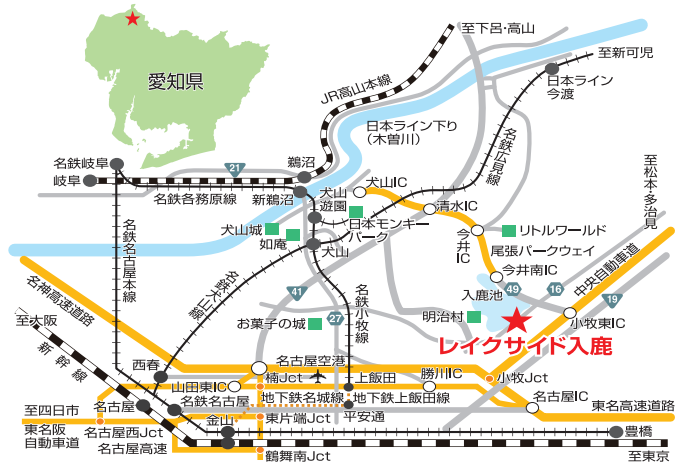 愛知県
至下呂・高山
至新可児
JR高山本線
日本ライン
今渡
日本ライン下り
(木曽川)
名鉄広見線
名鉄岐阜
岐阜
21
鵜沼
名鉄各務原線
新鵜沼
犬山
遊園
犬山IC
清水IC
至松本・多治見
犬山城
如庵
日本モンキー
パーク
犬山
今井IC
リトルワールド
尾張パークウェイ
今井南IC
中央自動車道
名鉄名古屋本線
名鉄犬山線
名鉄小牧線
41
27
お菓子の城
明治村
入鹿池
49
16
19
小牧東IC
レイクサイド入鹿
名神高速道路
至大阪
新幹線
西春
名古屋空港
山田東IC
楠Jct
上飯田
勝川IC
小牧Jct
名古屋IC
名古屋
名鉄名古屋
地下鉄名城線
地下鉄上飯田線
至四日市
東名阪
自動車道
名古屋西Jct
金山
東片端Jct
平安通
東名高速道路
豊橋
名古屋高速
鶴舞南Jct
至東京